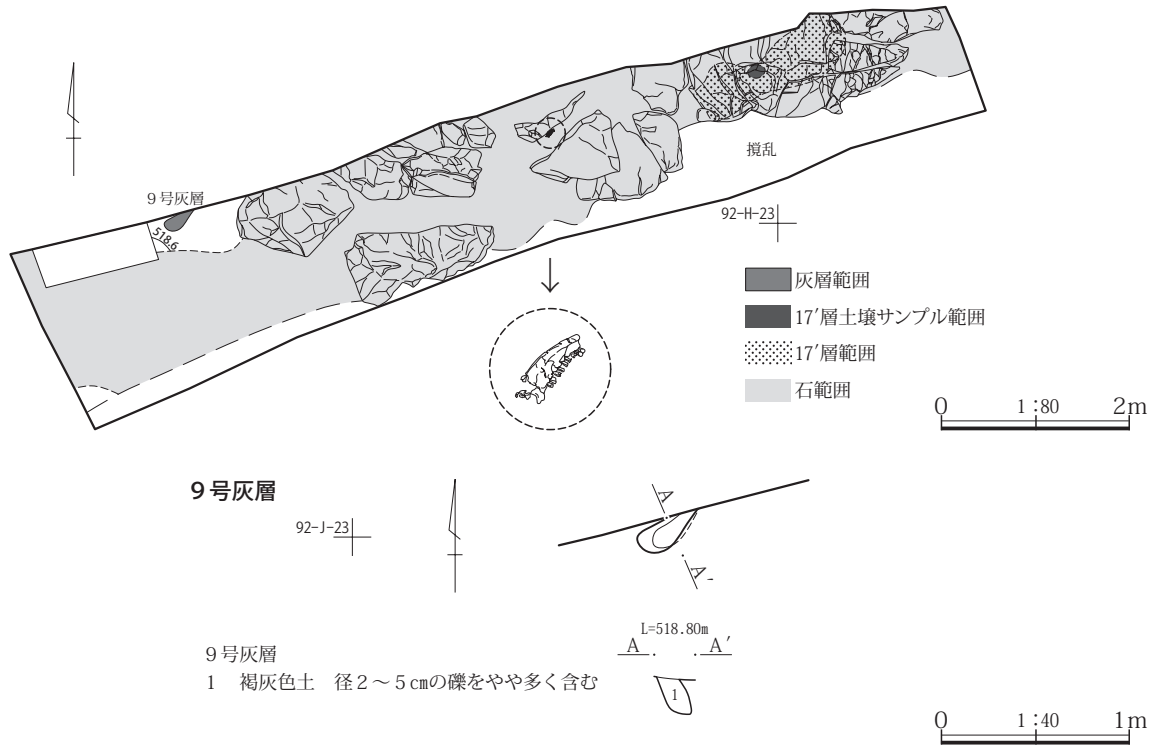 ９号灰層
518.6
撹乱
92-H-23
灰層範囲
17′層土壌サンプル範囲
17′層範囲
石範囲
0 1:80 2m
９号灰層
92-J-23
A
A′
L=518.80m
A A′
1
９号灰層
1 褐灰色土 径２～５㎝の礫をやや多く含む
0 1:40 1m